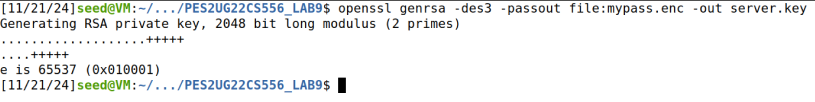 [11/21/24]seed@VM:~/.../PES2UG22CS556_LAB9$ openssl genrsa -des3 -passout file:mypass.enc -out server.key
Generating RSA private key, 2048 bit long modulus (2 primes)
...................+++++
....+++++
e is 65537 (0x010001)
[11/21/24]seed@VM:~/.../PES2UG22CS556_LAB9$